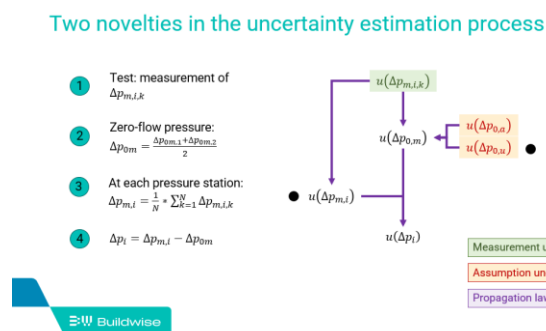 Two novelties in the uncertainty estimation process
1
Test: measurement of
Δp_{m,i,k}
u(Δp_{m,i,k})
2
Zero-flow pressure:
Δp_{0m} = (Δp_{0m,1}+Δp_{0m,2})/2
u(Δp_{0,m})
u(Δp_{0,a})
u(Δp_{0,u})
3
At each pressure station:
Δp_{m,i} = 1/N * ∑_{k=1}^{N} Δp_{m,i,k}
u(Δp_{m,i})
4
Δp_i = Δp_{m,i} − Δp_{0m}
u(Δp_i)
Measurement u
Assumption un
Propagation law
Buildwise